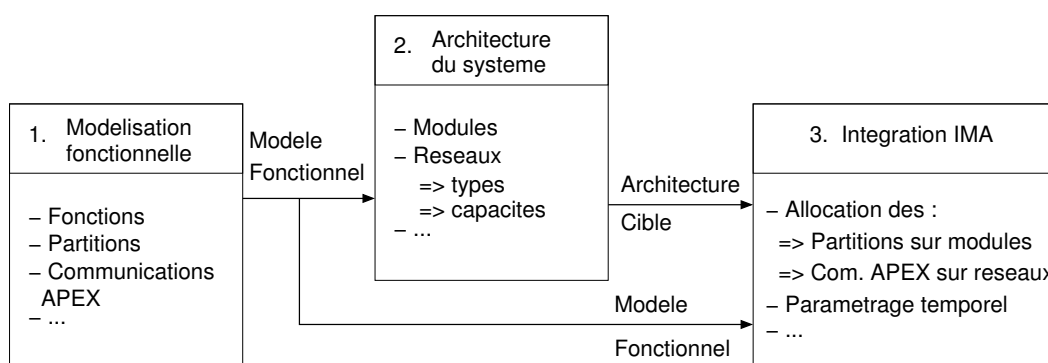 1. Modelisation
fonctionnelle
– Fonctions
– Partitions
– Communications
APEX
– ...
Modele
Fonctionnel
2. Architecture
du systeme
– Modules
– Reseaux
=> types
=> capacites
– ...
Architecture
Cible
Modele
Fonctionnel
3. Integration IMA
– Allocation des :
=> Partitions sur modules
=> Com. APEX sur reseaux
– Parametrage temporel
– ...